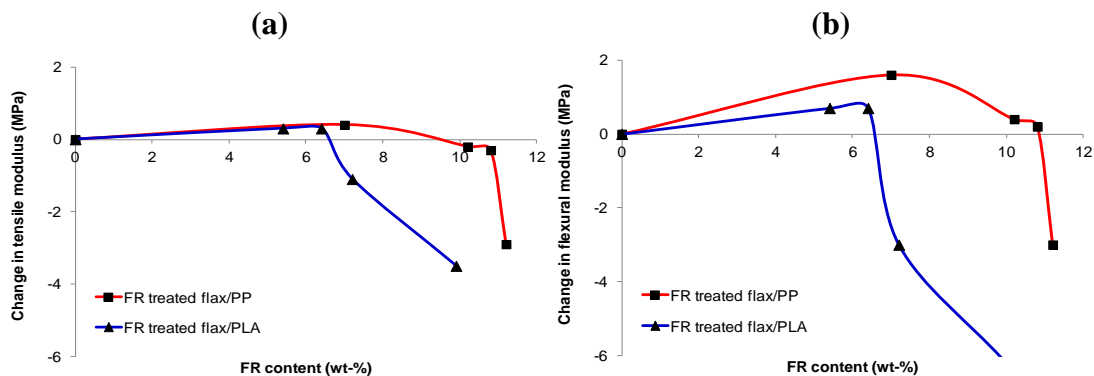 (a)
Change in tensile modulus (MPa)
2
0
-2
-4
-6
0
2
4
6
8
10
12
FR treated flax/PP
FR treated flax/PLA
FR content (wt-%)
(b)
Change in flexural modulus (MPa)
2
0
-2
-4
-6
0
2
4
6
8
10
12
FR treated flax/PP
FR treated flax/PLA
FR content (wt-%)